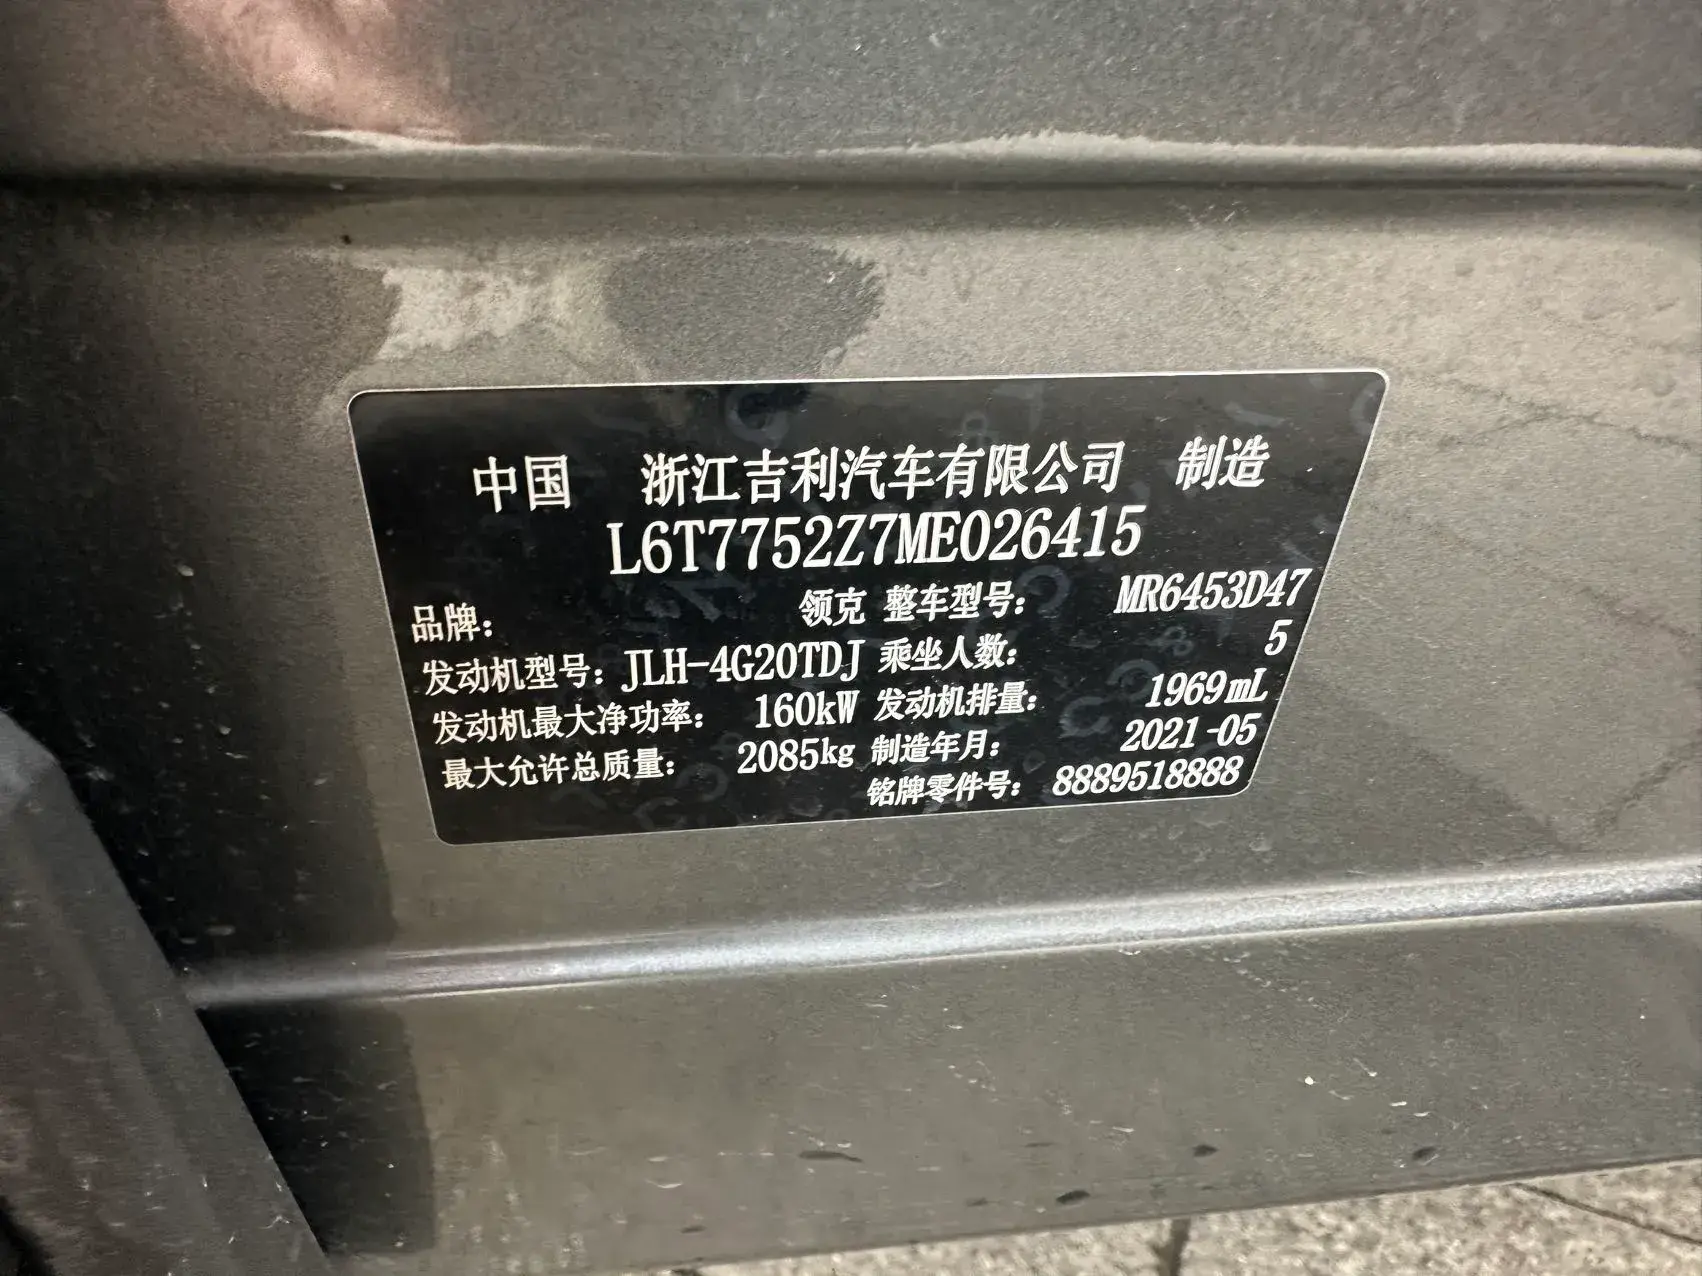 中国 浙江吉利汽车有限公司 制造
L6T7752Z7ME026415
品牌： 领克 整车型号： MR6453D47
发动机型号：JLH-4G20TDJ 乘坐人数： 5
发动机最大净功率： 160kW 发动机排量： 1969mL
最大允许总质量： 2085kg 制造年月： 2021-05
铭牌零件号： 8889518888